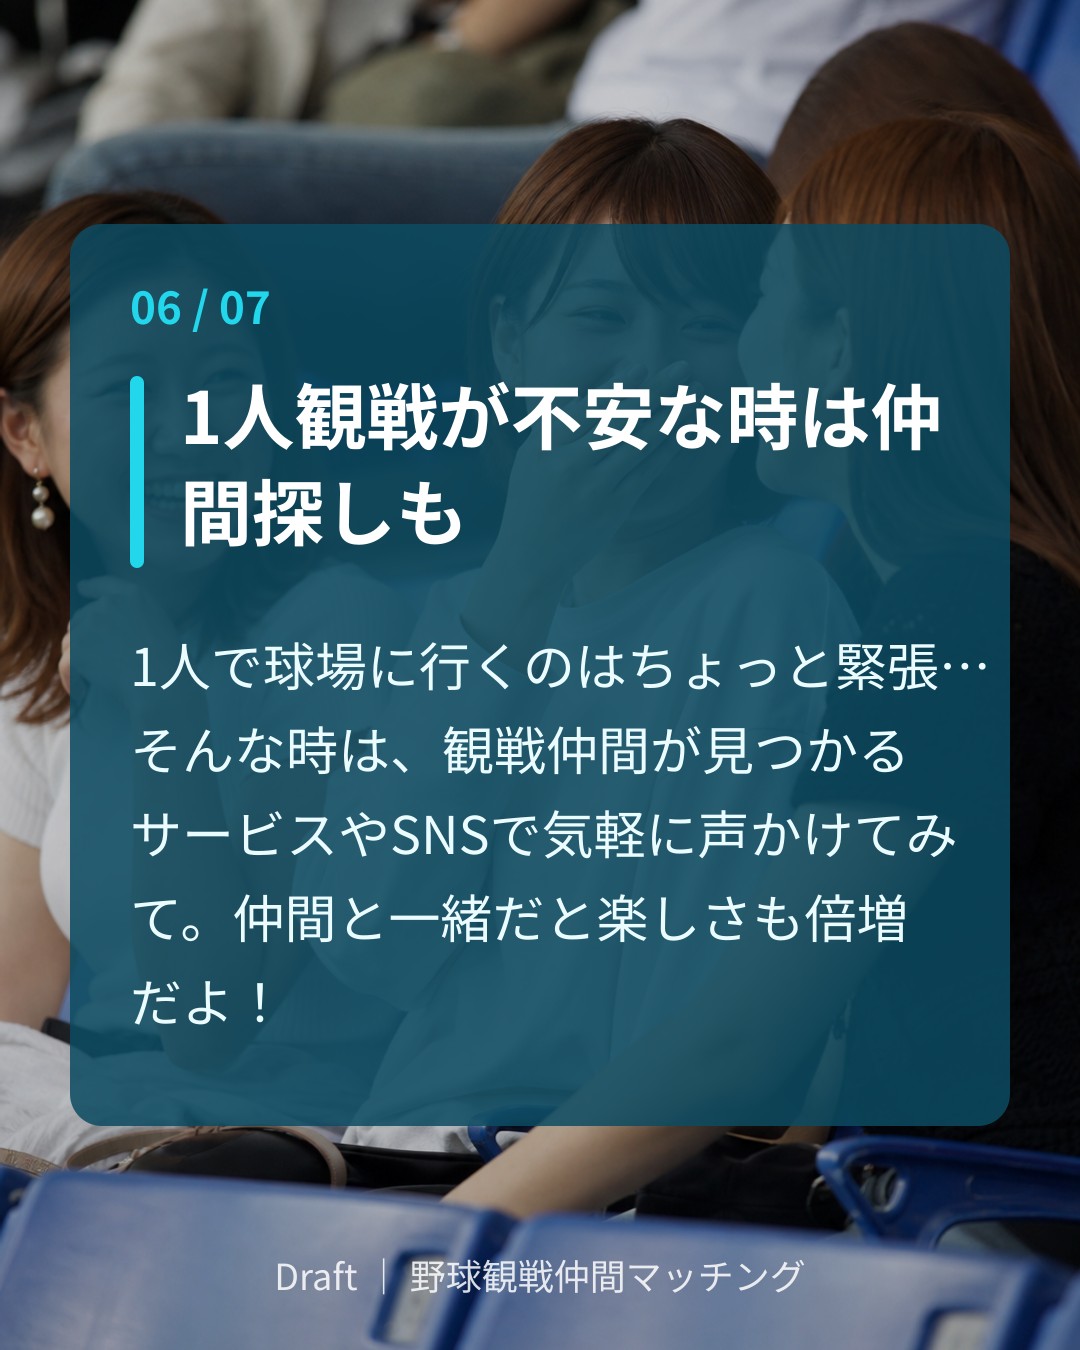 06 / 07
1人観戦が不安な時は仲
間探しも
1人で球場に行くのはちょっと緊張…
そんな時は、観戦仲間が見つかる
サービスやSNSで気軽に声かけてみ
て。仲間と一緒だと楽しさも倍増
だよ！
Draft ｜ 野球観戦仲間マッチング